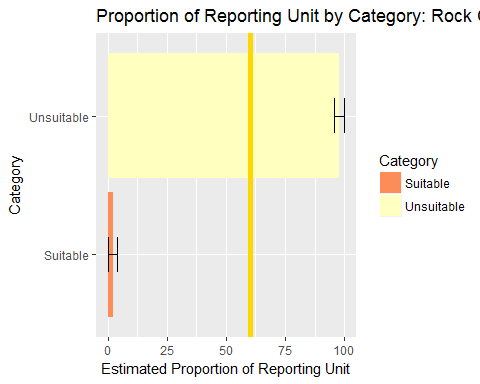 Proportion of Reporting Unit by Category: Rock
Unsuitable
Suitable
Category
0
25
50
75
100
Estimated Proportion of Reporting Unit
Category
Suitable
Unsuitable